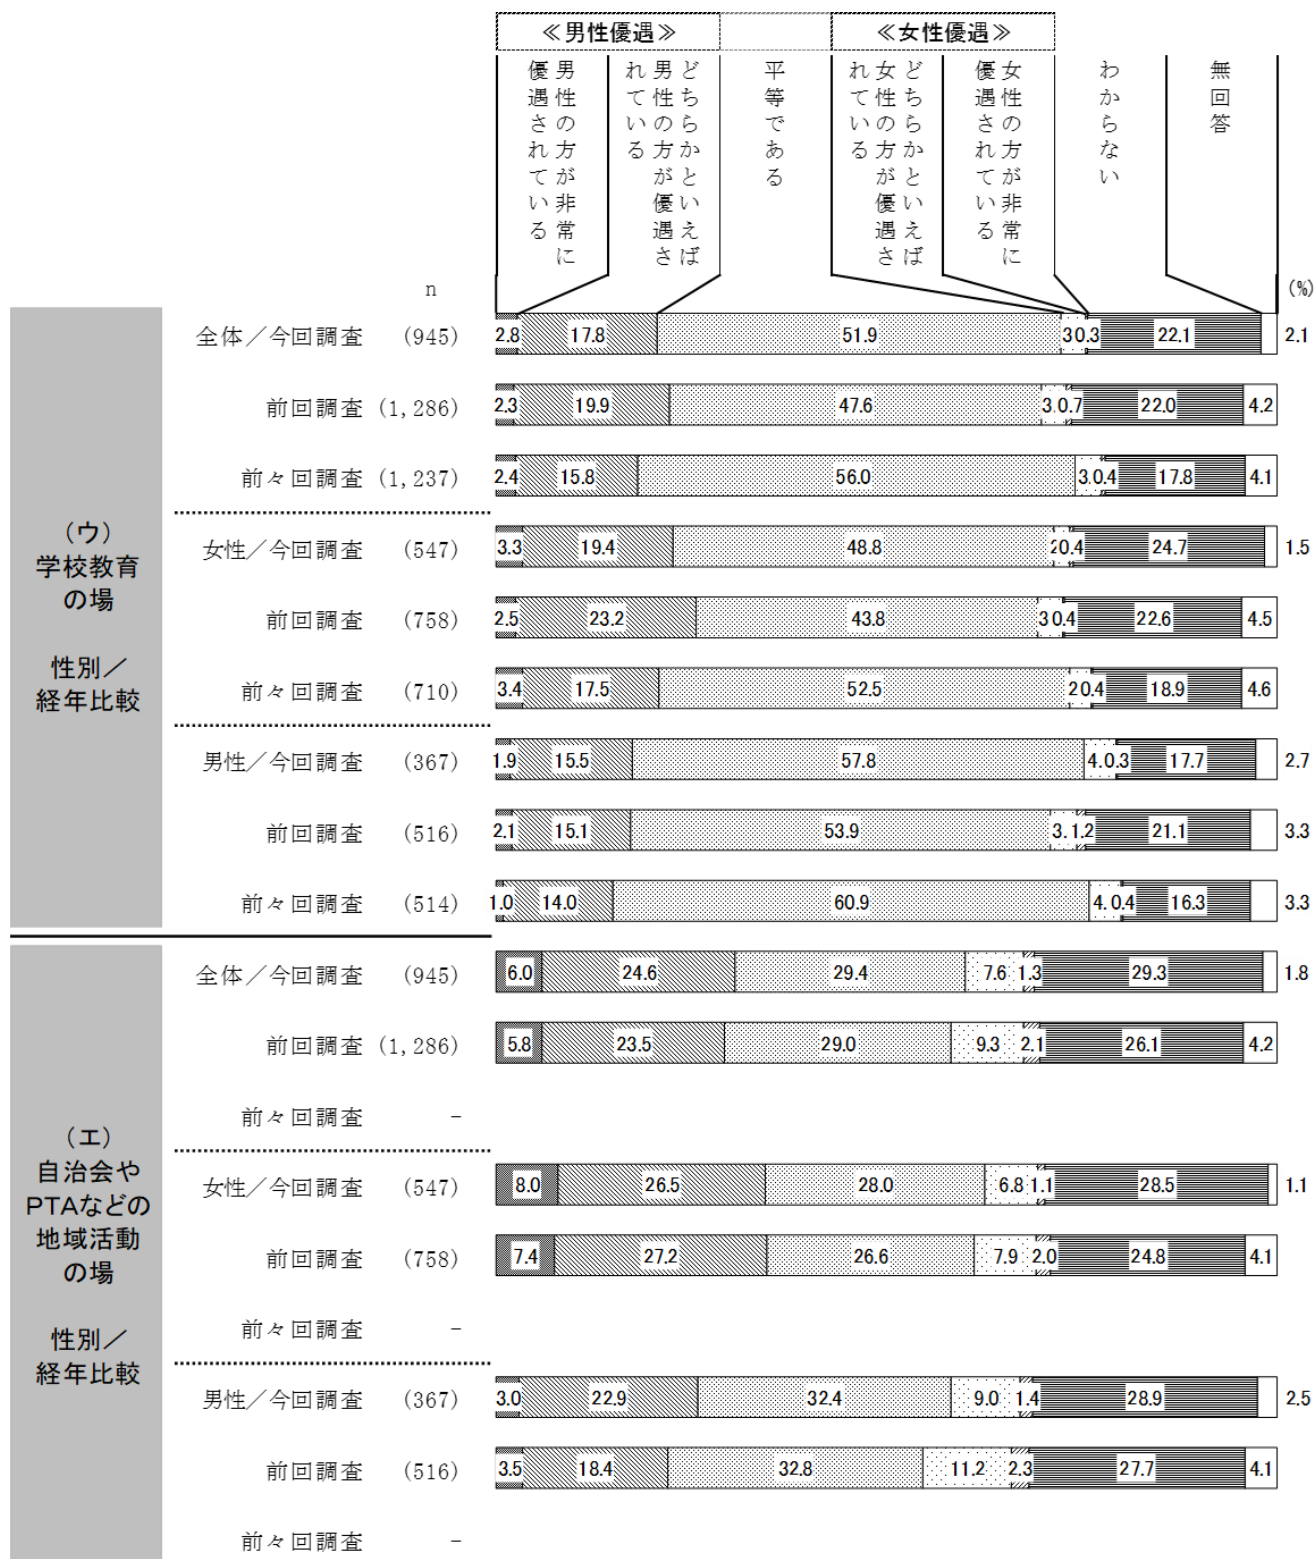 ≪男性優遇≫
≪女性優遇≫
男性の方が非常に
優遇されている
どちらかといえば
男性の方が優遇さ
れている
平等である
どちらかといえば
女性の方が優遇さ
れている
女性の方が非常に
優遇されている
わからない
無回答
n
(%)
(ウ)
学校教育
の場
性別／
経年比較
全体／今回調査 (945) 2.8 17.8 51.9 3 0.3 22.1 2.1
前回調査 (1,286) 2.3 19.9 47.6 3. 0.7 22.0 4.2
前々回調査 (1,237) 2.4 15.8 56.0 3. 0.4 17.8 4.1
女性／今回調査 (547) 3.3 19.4 48.8 2 0.4 24.7 1.5
前回調査 (758) 2.5 23.2 43.8 3 0.4 22.6 4.5
前々回調査 (710) 3.4 17.5 52.5 2 0.4 18.9 4.6
男性／今回調査 (367) 1.9 15.5 57.8 4. 0.3 17.7 2.7
前回調査 (516) 2.1 15.1 53.9 3. 1.2 21.1 3.3
前々回調査 (514) 1.0 14.0 60.9 4. 0.4 16.3 3.3
(エ)
自治会や
PTAなどの
地域活動
の場
性別／
経年比較
全体／今回調査 (945) 6.0 24.6 29.4 7.6 1.3 29.3 1.8
前回調査 (1,286) 5.8 23.5 29.0 9.3 2.1 26.1 4.2
前々回調査 －
女性／今回調査 (547) 8.0 26.5 28.0 6.8 1.1 28.5 1.1
前回調査 (758) 7.4 27.2 26.6 7.9 2.0 24.8 4.1
前々回調査 －
男性／今回調査 (367) 3.0 22.9 32.4 9.0 1.4 28.9 2.5
前回調査 (516) 3.5 18.4 32.8 11.2 2.3 27.7 4.1
前々回調査 －